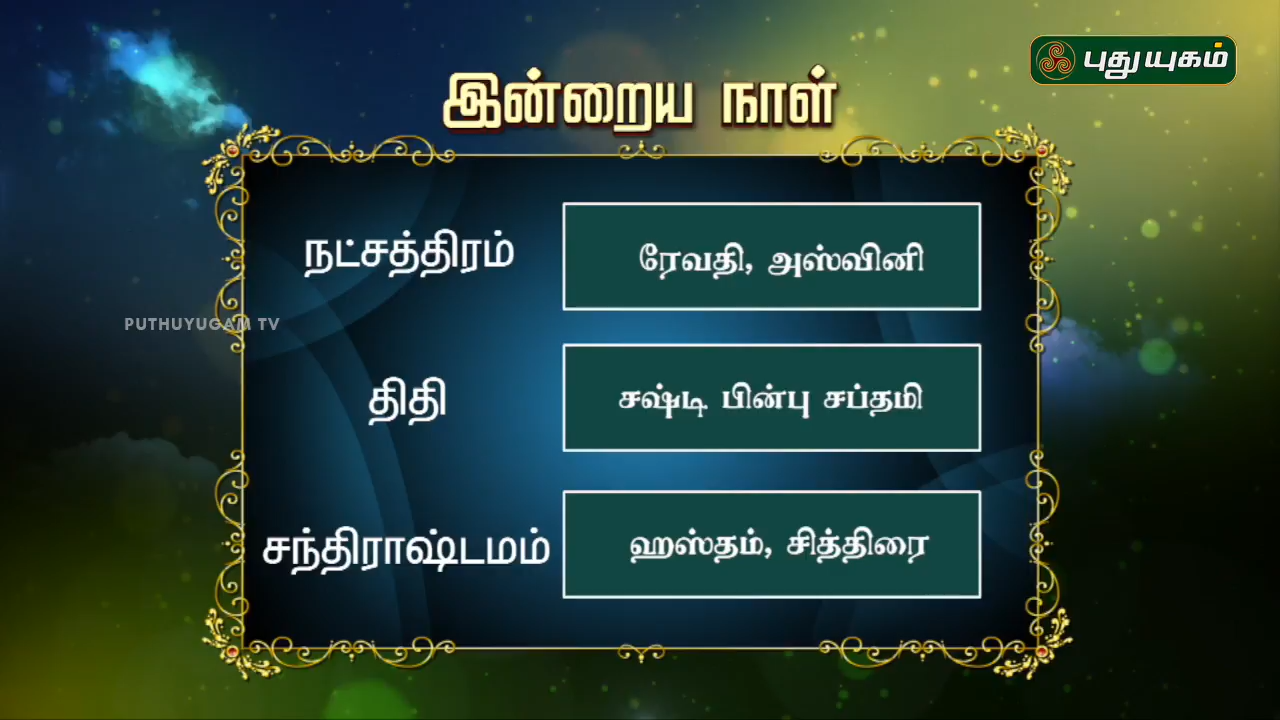 புதுயுகம்
இன்றைய நாள்
நட்சத்திரம் ரேவதி, அஸ்வினி
PUTHUYUGAM TV
திதி சஷ்டி பின்பு சப்தமி
சந்திராஷ்டமம் ஹஸ்தம், சித்திரை